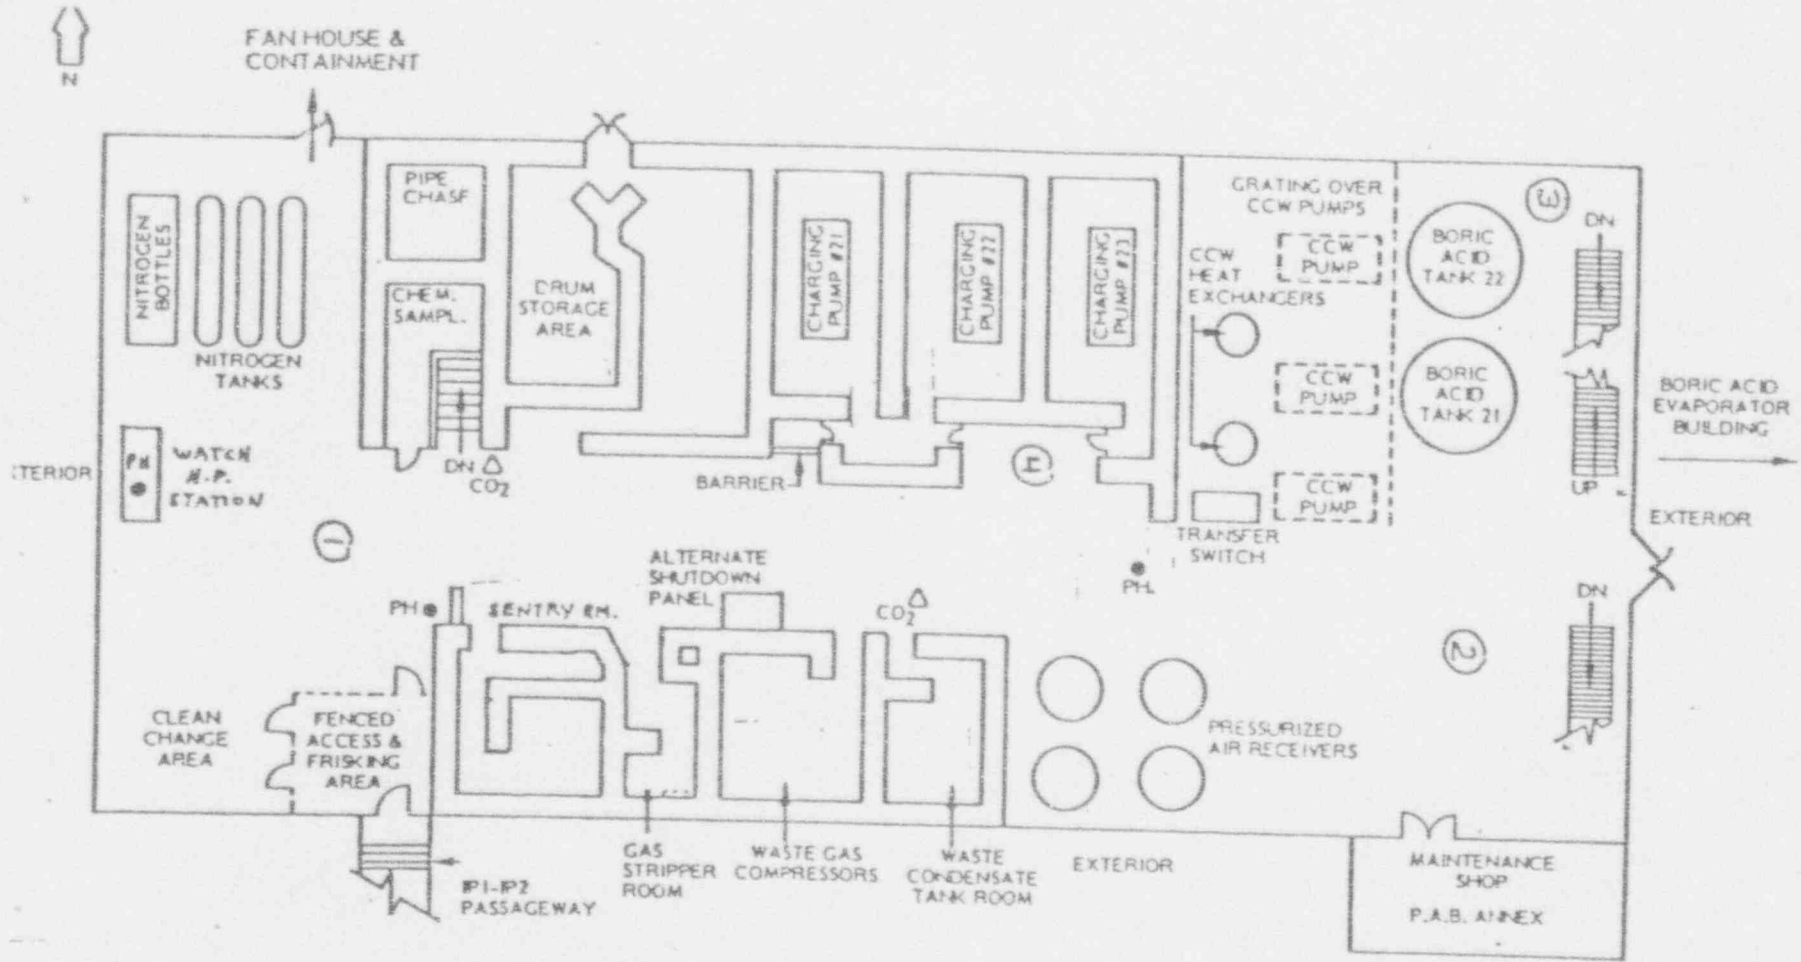 N
FAN HOUSE &
CONTAINMENT
NITROGEN
BOTTLES
NITROGEN
TANKS
PIPE
CHASE
CHEM.
SAMPL.
DRUM
STORAGE
AREA
CHARGING
PUMP #21
CHARGING
PUMP #22
CHARGING
PUMP #23
GRATING OVER
CCW PUMPS
CCW
PUMP
CCW
HEAT
EXCHANGERS
CCW
PUMP
CCW
PUMP
BORIC
ACID
TANK 22
BORIC
ACID
TANK 21
3
DN
UP
BORIC ACID
EVAPORATOR
BUILDING
EXTERIOR
TERIOR
PH
WATCH
H.P.
STATION
DN
CO2
BARRIER
4
TRANSFER
SWITCH
1
ALTERNATE
SHUTDOWN
PANEL
PH
PH
SENTRY RM.
CO2
DN
2
CLEAN
CHANGE
AREA
FENCED
ACCESS &
FRISKING
AREA
PRESSURIZED
AIR RECEIVERS
IP1-IP2
PASSAGEWAY
GAS
STRIPPER
ROOM
WASTE GAS
COMPRESSORS
WASTE
CONDENSATE
TANK ROOM
EXTERIOR
MAINTENANCE
SHOP
P.A.B. ANNEX